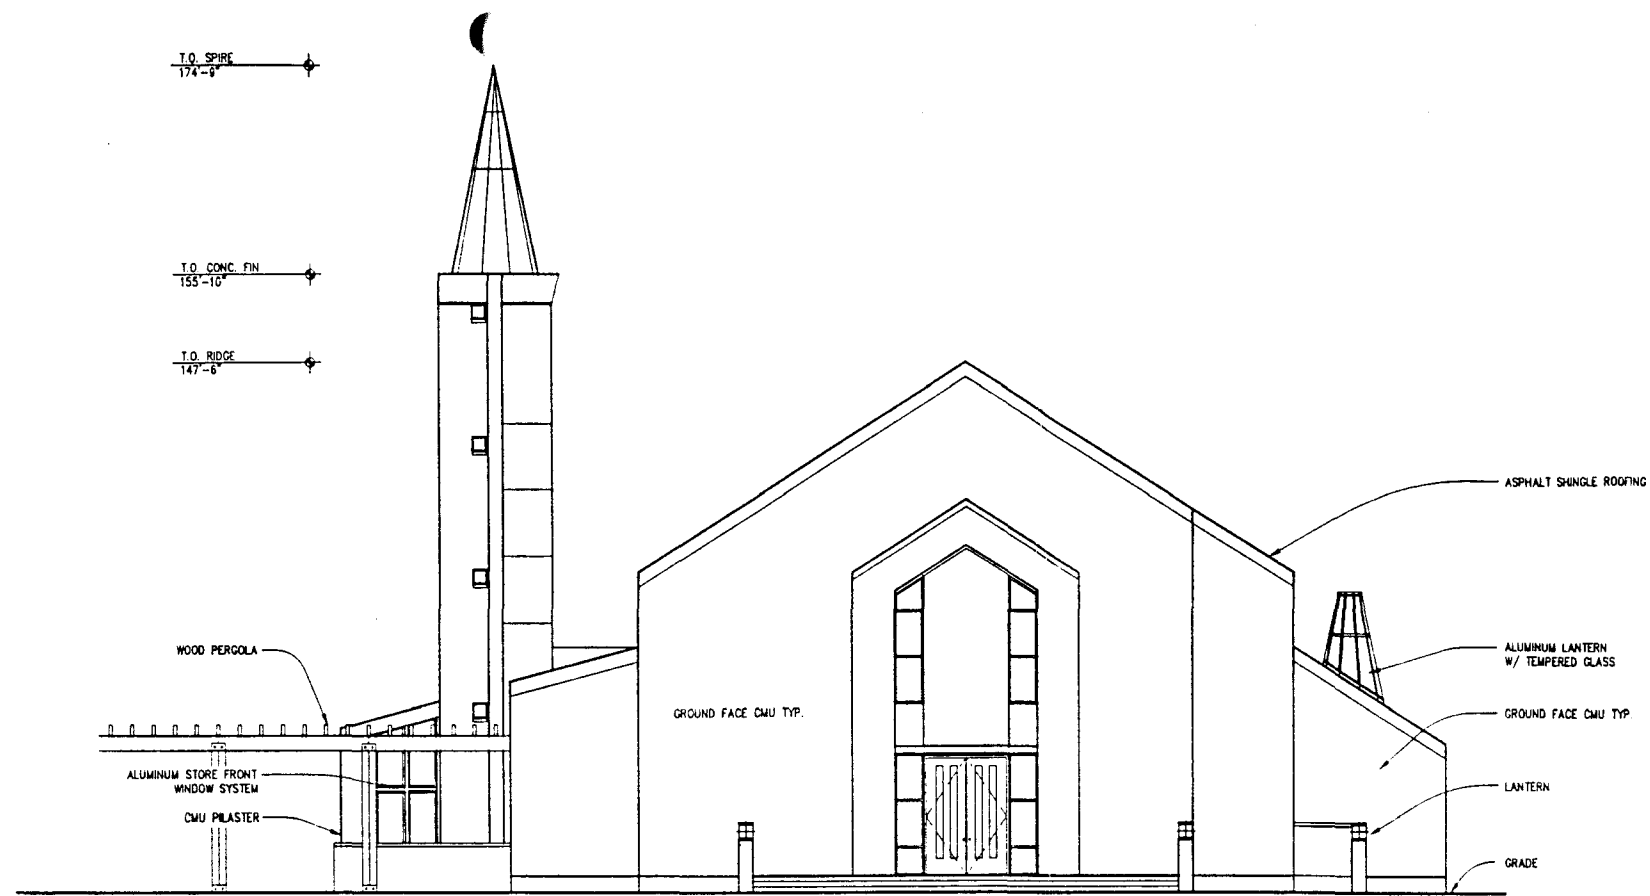 T.O. SPIRE
174'-9"
T.O. CONC. FIN
155'-10"
T.O. RIDGE
147'-6"
ASPHALT SHINGLE ROOFING
WOOD PERGOLA
ALUMINUM LANTERN
W/ TEMPERED GLASS
GROUND FACE CMU TYP.
GROUND FACE CMU TYP.
ALUMINUM STORE FRONT
WINDOW SYSTEM
LANTERN
CMU PILASTER
GRADE